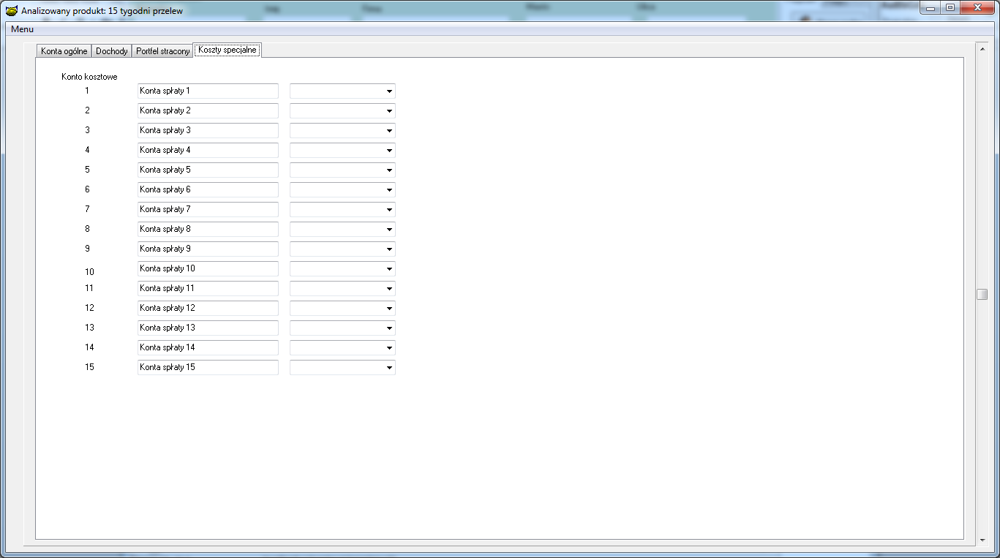 Analizowany produkt: 15 tygodni przelew
Menu
Konta ogólne Dochody Portfel stracony Koszty specjalne
Konto kosztowe
1 Konta spłaty 1
2 Konta spłaty 2
3 Konta spłaty 3
4 Konta spłaty 4
5 Konta spłaty 5
6 Konta spłaty 6
7 Konta spłaty 7
8 Konta spłaty 8
9 Konta spłaty 9
10 Konta spłaty 10
11 Konta spłaty 11
12 Konta spłaty 12
13 Konta spłaty 13
14 Konta spłaty 14
15 Konta spłaty 15